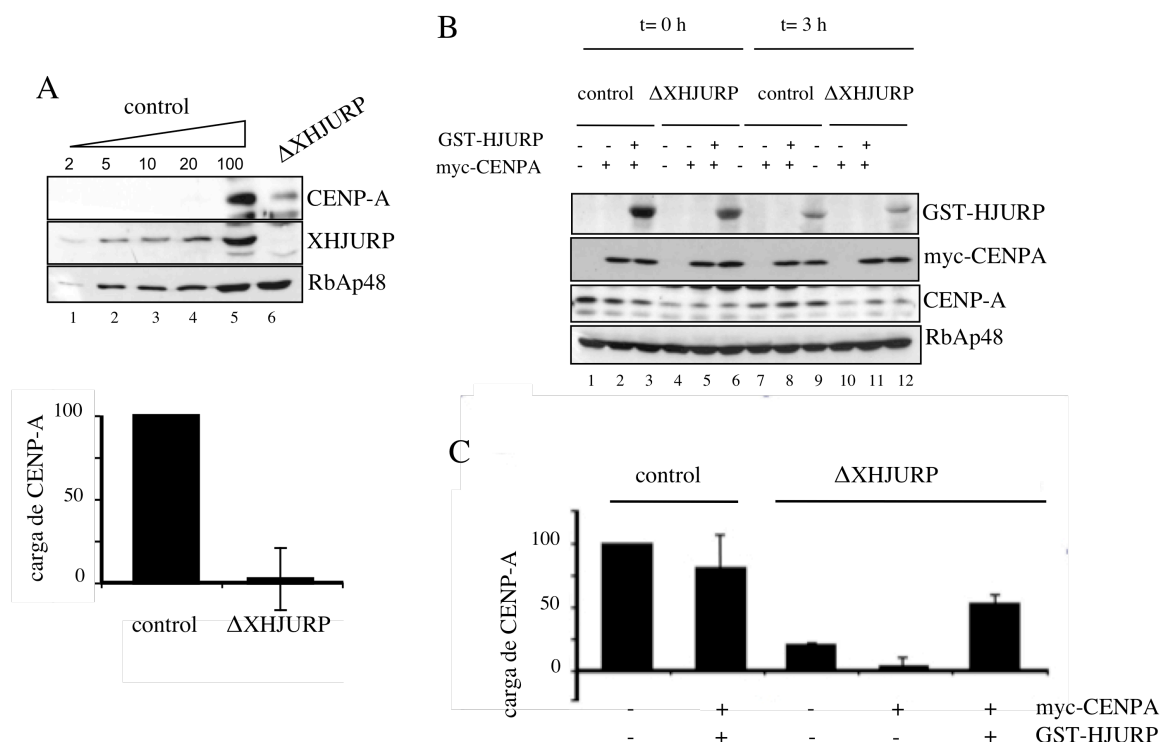 A
control
ΔXHJURP
2 5 10 20 100
CENP-A
XHJURP
RbAp48
1 2 3 4 5 6
carga de CENP-A
100
50
0
control ΔXHJURP
B
t= 0 h t= 3 h
control ΔXHJURP control ΔXHJURP
GST-HJURP - - + - - + - - + - - + -
myc-CENPA - + + - + + - + + - + +
GST-HJURP
myc-CENPA
CENP-A
RbAp48
1 2 3 4 5 6 7 8 9 10 11 12
C
control ΔXHJURP
carga de CENP-A
100
50
0
- + - + + myc-CENPA
- + - - + GST-HJURP